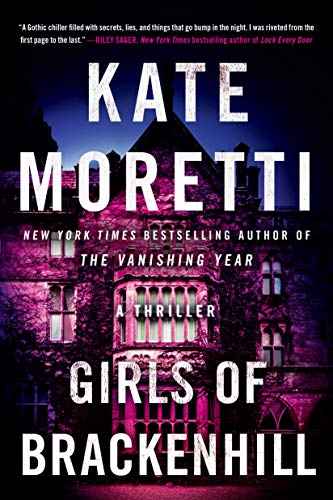 "A Gothic chiller filled with secrets, lies, and things that go bump in the night. I was riveted from the
first page to the last." —RILEY SAGER, New York Times bestselling author of Lock Every Door
KATE
MORETTI
NEW YORK TIMES BESTSELLING AUTHOR OF
THE VANISHING YEAR
A THRILLER
GIRLS OF
BRACKENHILL